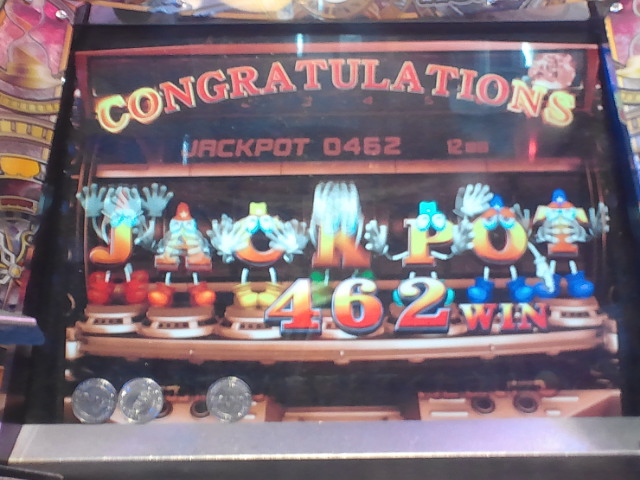 CONGRATULATIONS
JACKPOT 0462
JACKPOT
462 WIN